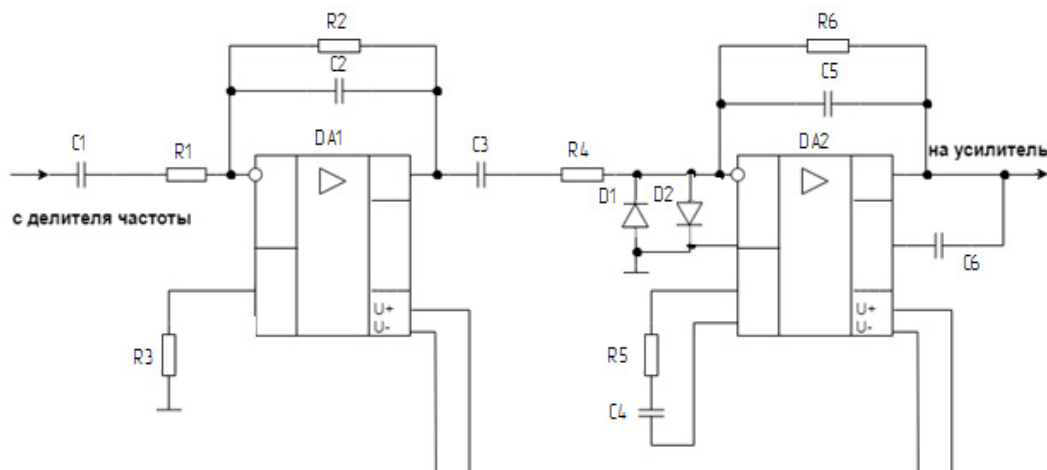 R2
R6
C2
C5
DA1
DA2
C1
R1
C3
R4
на усилитель
D1
D2
с делителя частоты
C6
U+
U-
U+
U-
R3
R5
C4